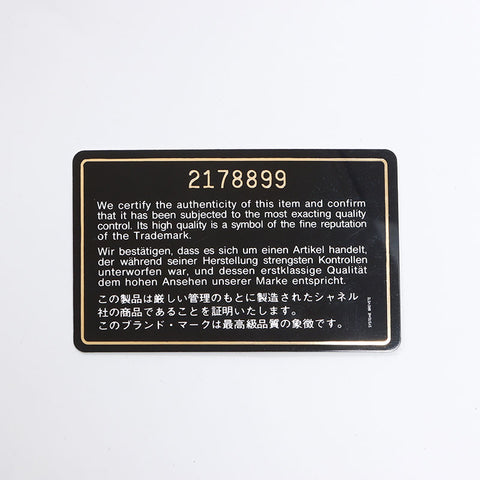 2178899
We certify the authenticity of this item and confirm
that it has been subjected to the most exacting quality
control. Its high quality is a symbol of the fine reputation
of the Trademark.
Wir bestätigen, dass es sich um einen Artikel handelt,
der während seiner Herstellung strengsten Kontrollen
unterworfen war, und dessen erstklassige Qualität
dem hohen Ansehen unserer Marke entspricht.
この製品は厳しい管理のもとに製造されたシャネル
社の商品であることを証明いたします。
このブランド・マークは最高級品質の象徴です。